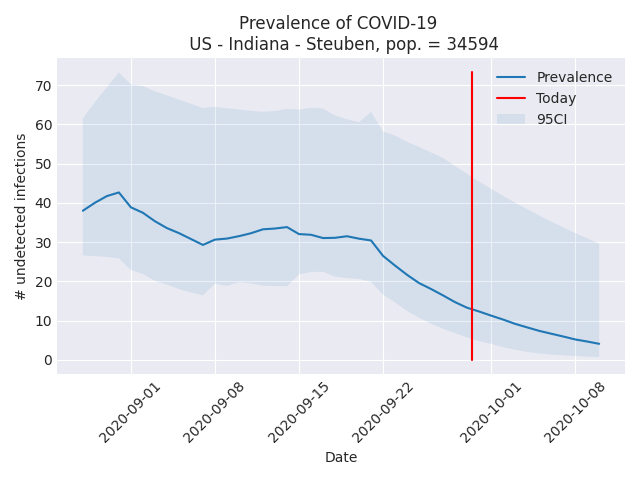 Prevalence of COVID-19
US - Indiana - Steuben, pop. = 34594
# undetected infections
70
60
50
40
30
20
10
0
Prevalence
Today
95CI
2020-09-01
2020-09-08
2020-09-15
2020-09-22
2020-10-01
2020-10-08
Date